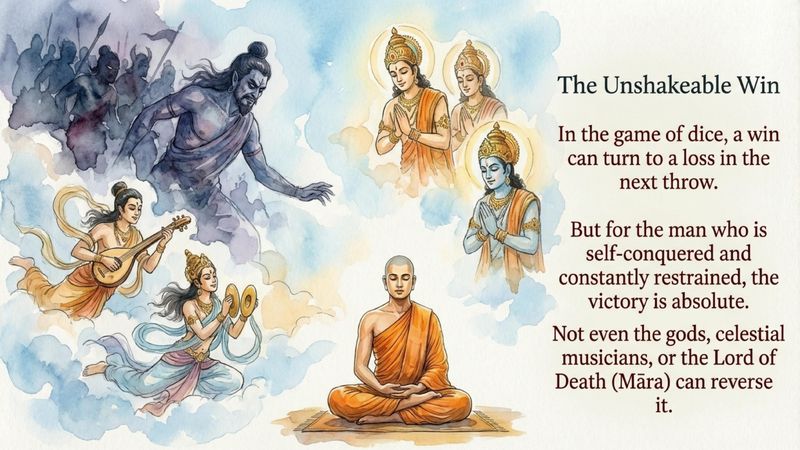 The Unshakeable Win
In the game of dice, a win
can turn to a loss in the
next throw.
But for the man who is
self-conquered and
constantly restrained, the
victory is absolute.
Not even the gods, celestial
musicians, or the Lord of
Death (Māra) can reverse
it.